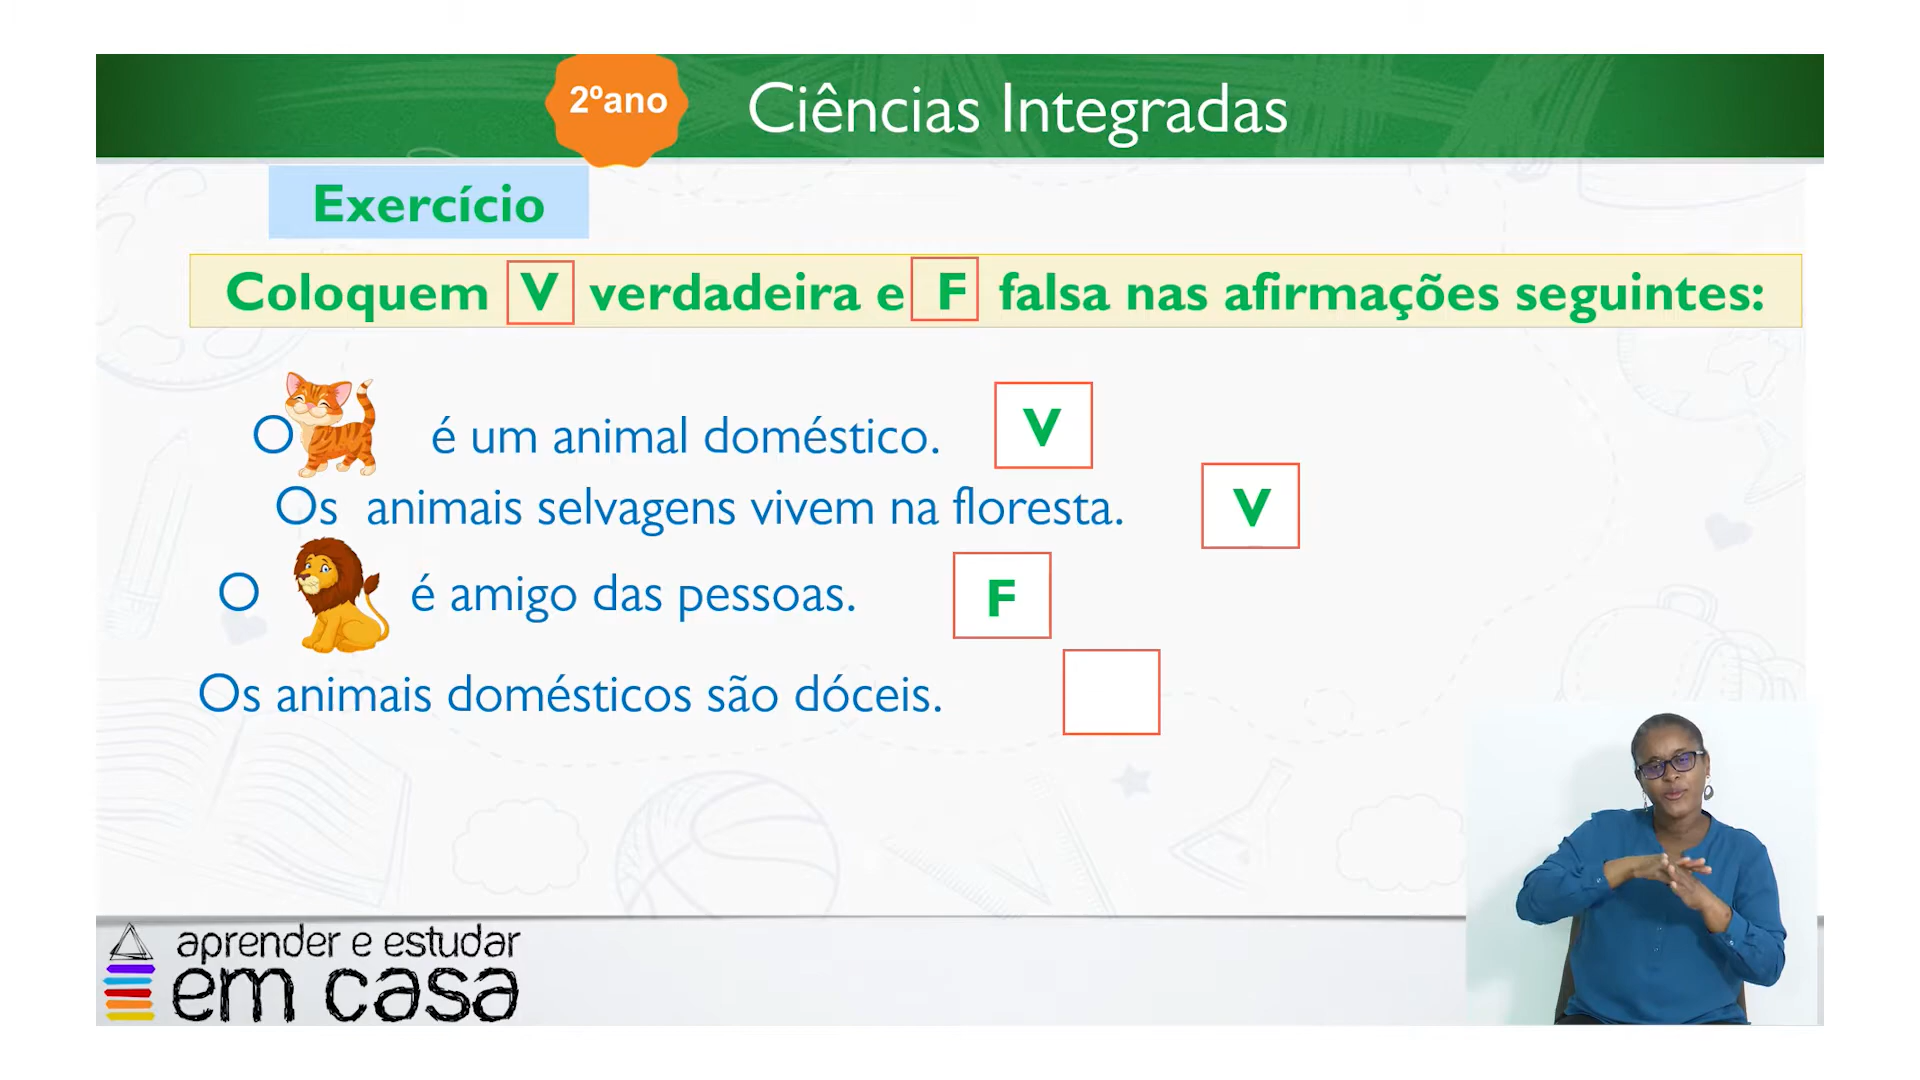 2ºano
Ciências Integradas
Exercício
Coloquem V verdadeira e F falsa nas afirmações seguintes:
O é um animal doméstico. V
Os animais selvagens vivem na floresta. V
O é amigo das pessoas. F
Os animais domésticos são dóceis.
aprender e estudar
em casa